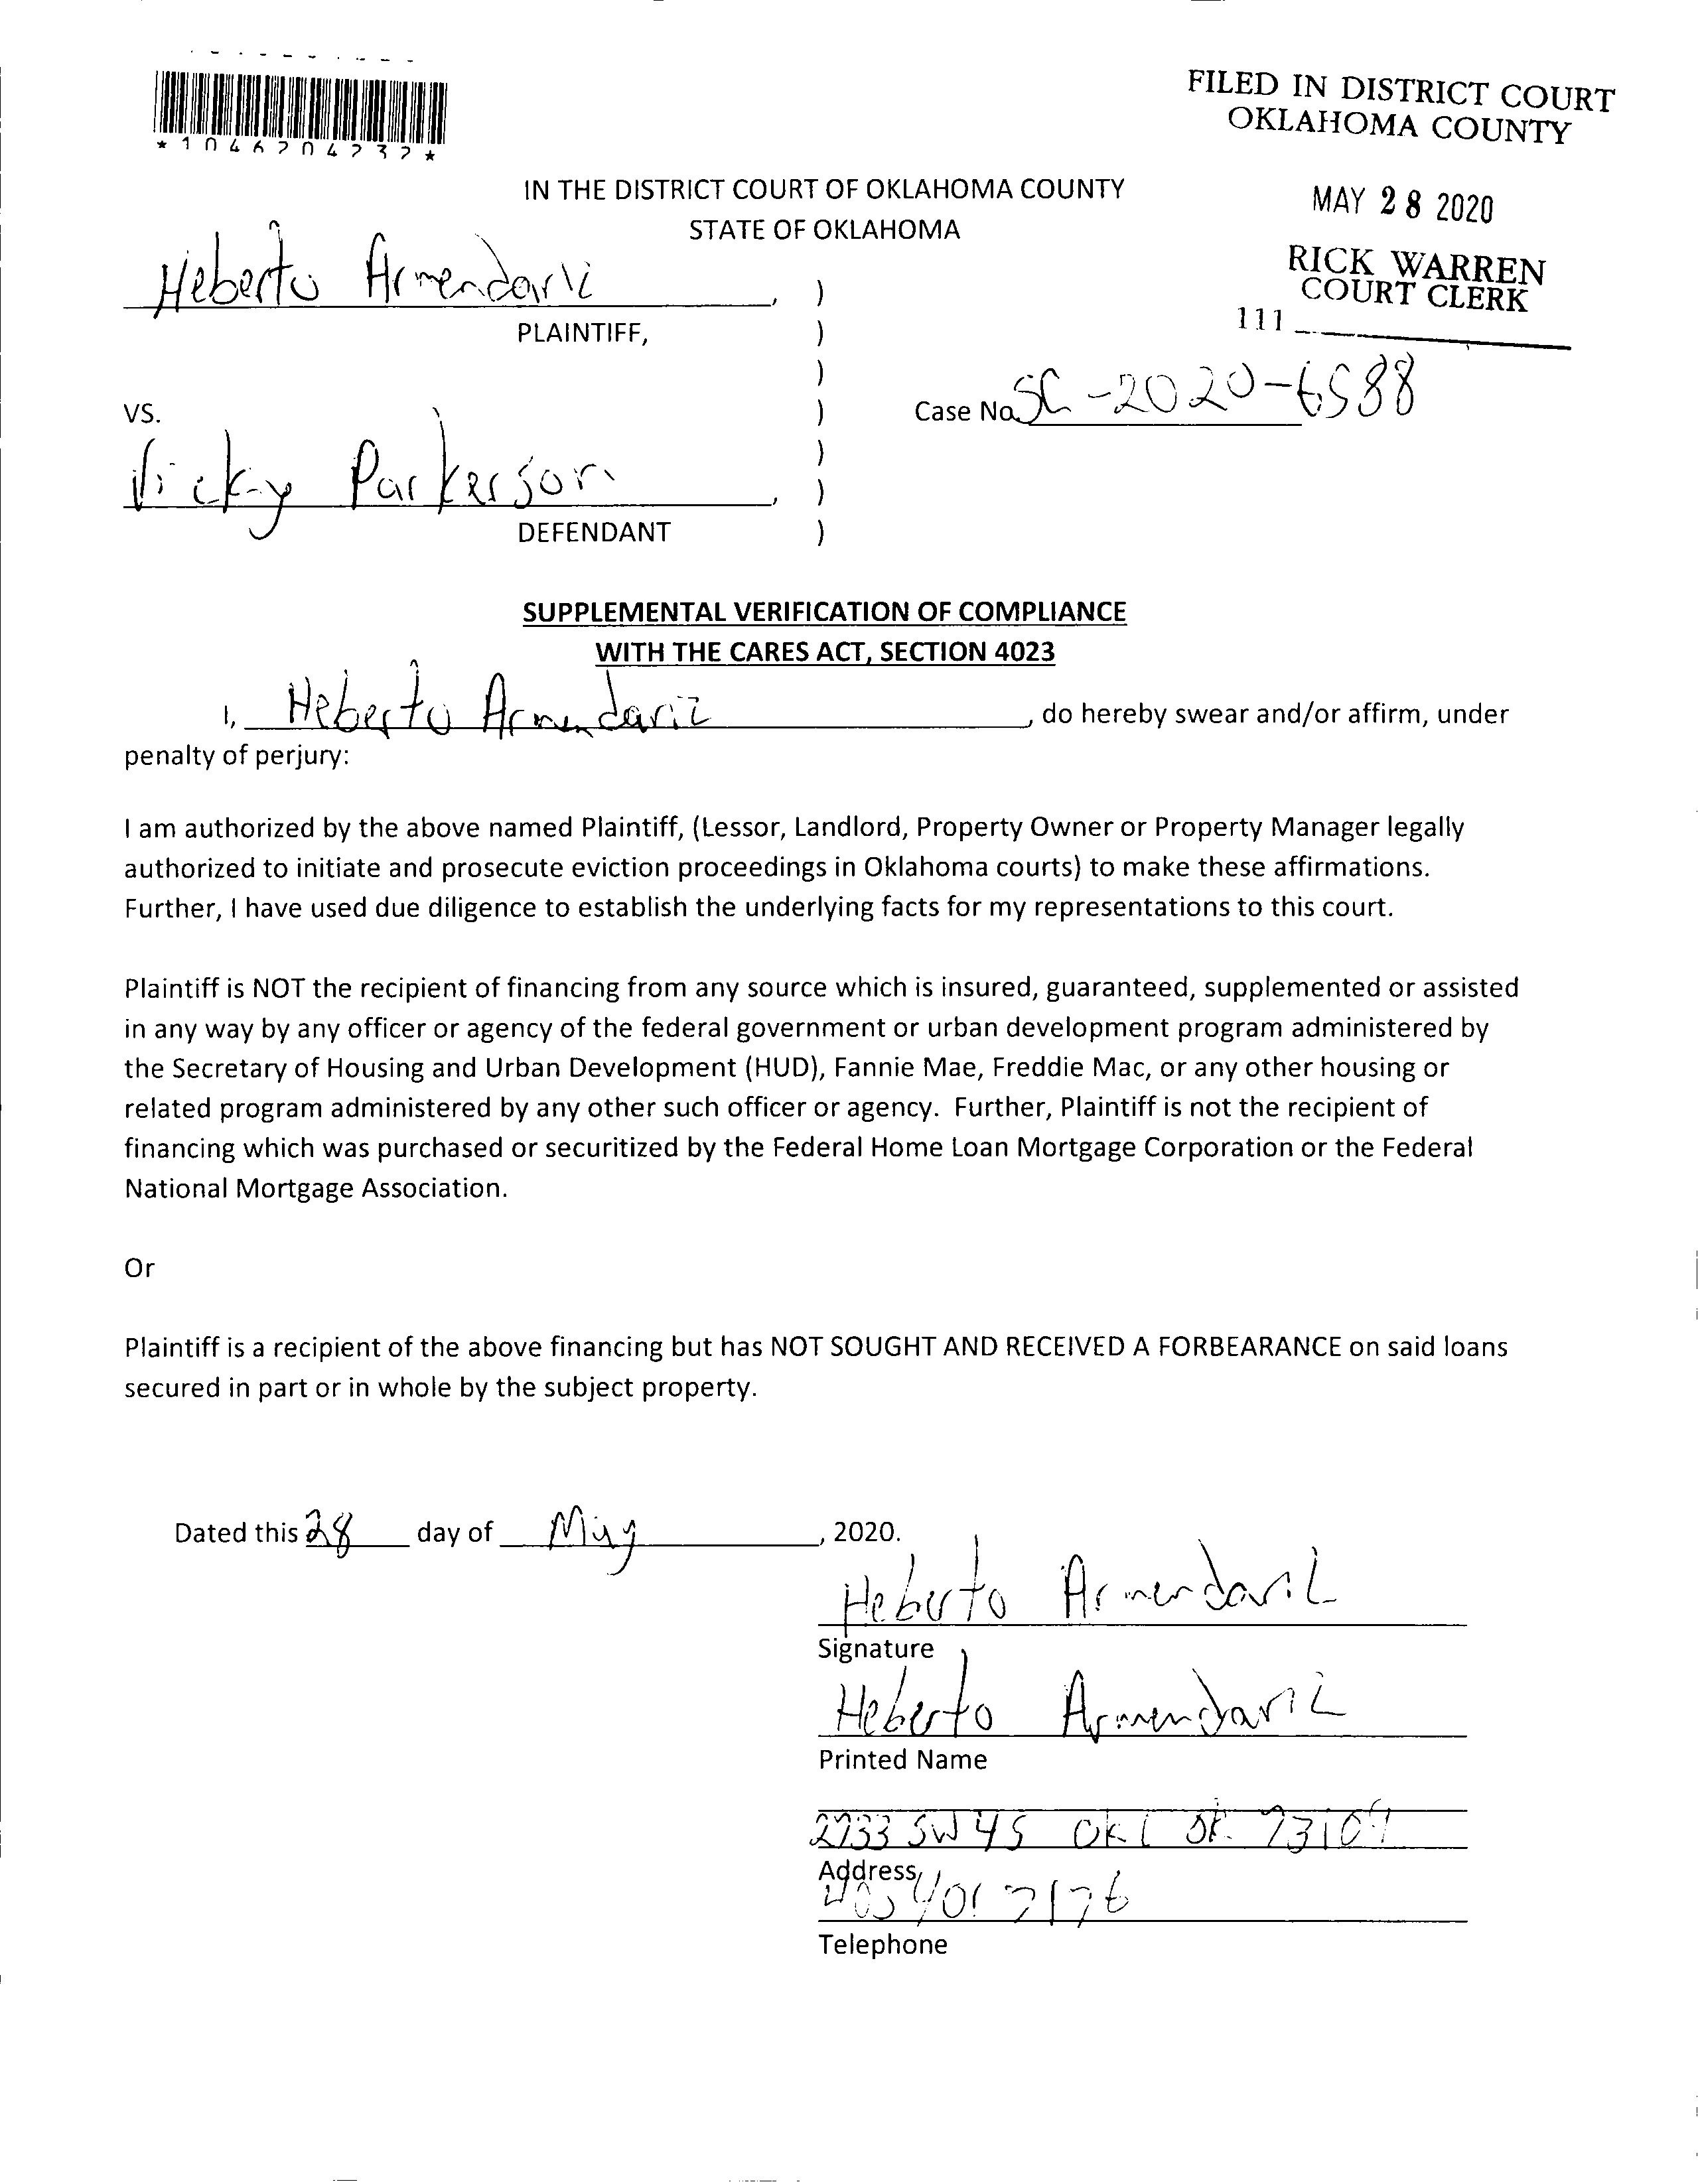 FILED IN DISTRICT COURT
OKLAHOMA COUNTY
MAY 28 2020
RICK WARREN
COURT CLERK
111
IN THE DISTRICT COURT OF OKLAHOMA COUNTY
STATE OF OKLAHOMA
Heberto Armendariz,
PLAINTIFF,
VS.
Case No. SC-2020-6588
Vicky Parkerson,
DEFENDANT
SUPPLEMENTAL VERIFICATION OF COMPLIANCE
WITH THE CARES ACT, SECTION 4023
I, Heberto Armendariz, do hereby swear and/or affirm, under
penalty of perjury:
I am authorized by the above named Plaintiff, (Lessor, Landlord, Property Owner or Property Manager legally
authorized to initiate and prosecute eviction proceedings in Oklahoma courts) to make these affirmations.
Further, I have used due diligence to establish the underlying facts for my representations to this court.
Plaintiff is NOT the recipient of financing from any source which is insured, guaranteed, supplemented or assisted
in any way by any officer or agency of the federal government or urban development program administered by
the Secretary of Housing and Urban Development (HUD), Fannie Mae, Freddie Mac, or any other housing or
related program administered by any other such officer or agency. Further, Plaintiff is not the recipient of
financing which was purchased or securitized by the Federal Home Loan Mortgage Corporation or the Federal
National Mortgage Association.
Or
Plaintiff is a recipient of the above financing but has NOT SOUGHT AND RECEIVED A FORBEARANCE on said loans
secured in part or in whole by the subject property.
Dated this 28 day of May, 2020.
Heberto Armendariz
Signature
Heberto Armendariz
Printed Name
2733 SW 45 OKC OK.
Address
405 401 7176
Telephone